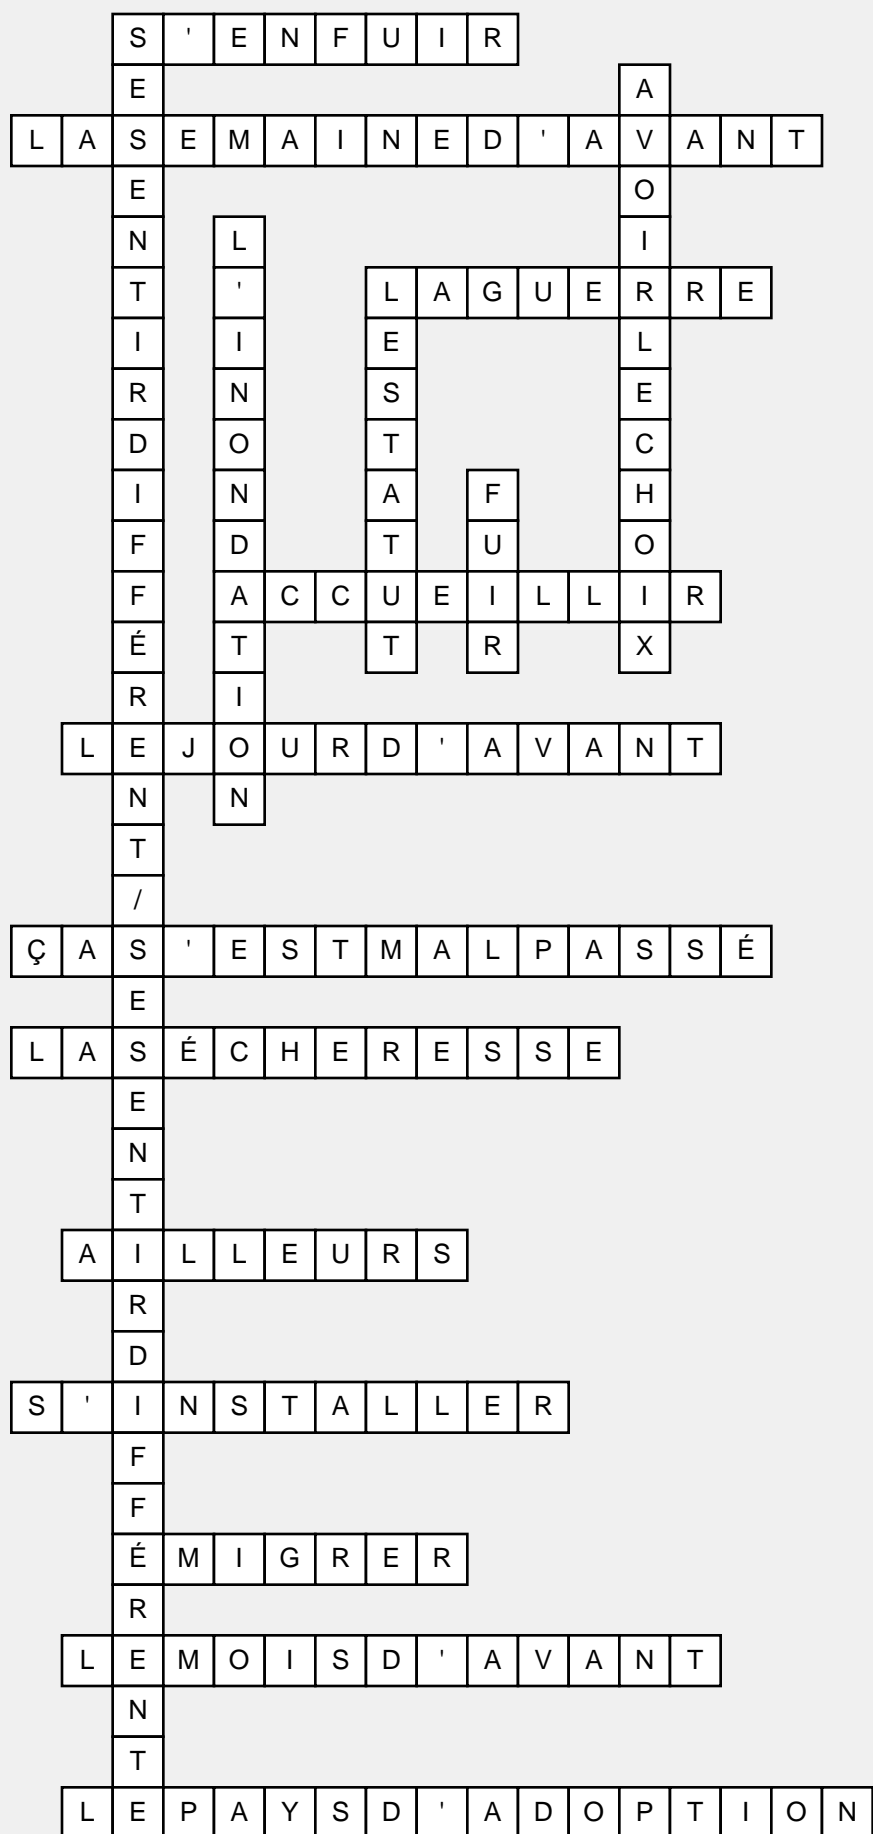 S'ENFUIR
SESENTIRDIFFÉRENT/SESENTIRDIFFÉRENTE
AVOIRLECHOIX
LASEMAINED'AVANT
L'INONDATION
LAGUERRE
LESTATUT
FUIR
ACCUEILLIR
LEJOURD'AVANT
ÇAS'ESTMALPASSÉ
LASÉCHERESSE
AILLEURS
S'INSTALLER
ÉMIGRER
LEMOISD'AVANT
LEPAYSD'ADOPTION